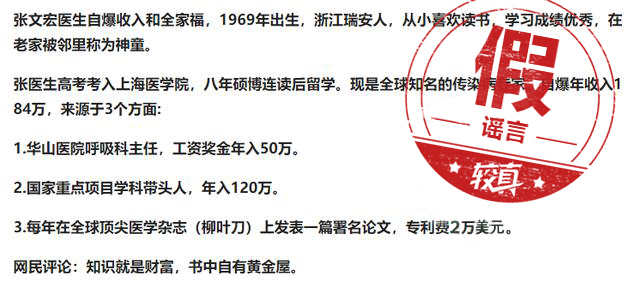 张文宏医生自爆收入和全家福，1969年出生，浙江瑞安人，从小喜欢读书，学习成绩优秀，在
老家被邻里称为神童。
张医生高考考入上海医学院，八年硕博连读后留学。现是全球知名的传染病专家，自爆年收入1
84万，来源于3个方面:
1.华山医院呼吸科主任，工资奖金年入50万。
2.国家重点项目学科带头人，年入120万。
3.每年在全球顶尖医学杂志（柳叶刀）上发表一篇署名论文，专利费2万美元。
网民评论：知识就是财富，书中自有黄金屋。
假
谣言
较真